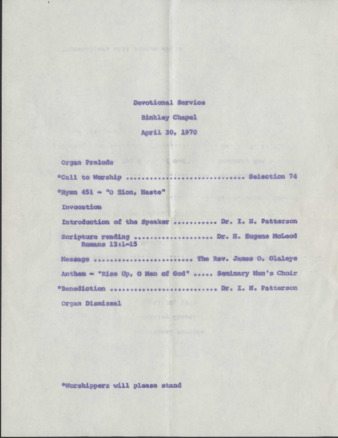 Devotional Service
Binkley Chapel
April 30, 1970
Organ Prelude
*Call to Worship .............................. Selection 74
*Hymn 451 - "O Zion, Haste"
Invocation
Introduction of the Speaker ........... Dr. I. N. Patterson
Scripture reading .................... Dr. H. Eugene McLeod
Romans 12:1-15
Message ......................... The Rev. James O. Olaleye
Anthem - "Rise Up, O Men of God" ..... Seminary Men's Choir
*Benediction ........................... Dr. I. N. Patterson
Organ Dismissal
*Worshippers will please stand